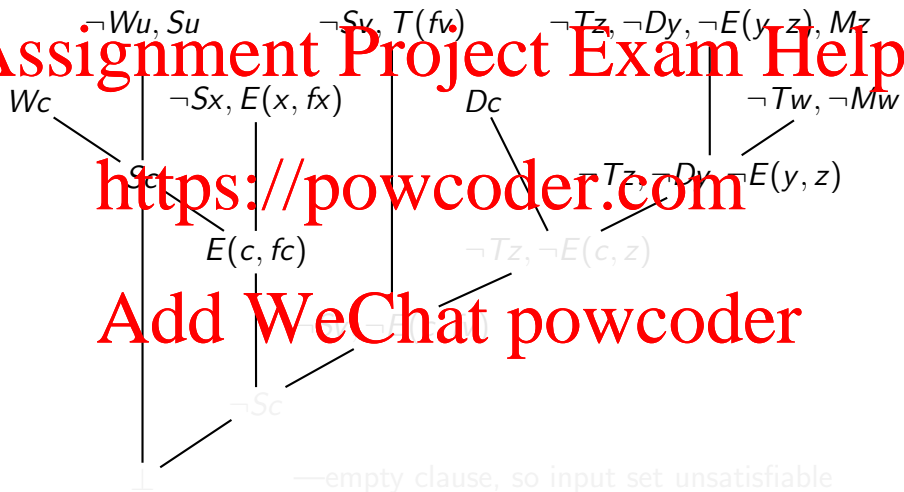 ¬Wu, Su ¬Sv, T(fv) ¬Tz, ¬Dy, ¬E(y, z), Mz
Assignment Project Exam Help
Wc ¬Sx, E(x, fx) Dc ¬Tw, ¬Mw
Sc ¬Tz, ¬Dy, ¬E(y, z)
https://powcoder.com
E(c, fc) ¬Tz, ¬E(c, z)
Add WeChat powcoder
¬Sc
⊥ —empty clause, so input set unsatisfiable